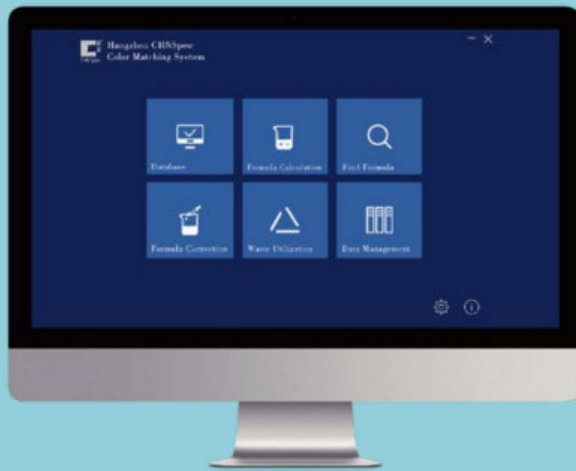 Hangzhou CHNSpec
Color Matching System
Database
Formula Calculation
Find Formula
Formula Correction
Waste Utilization
Data Management